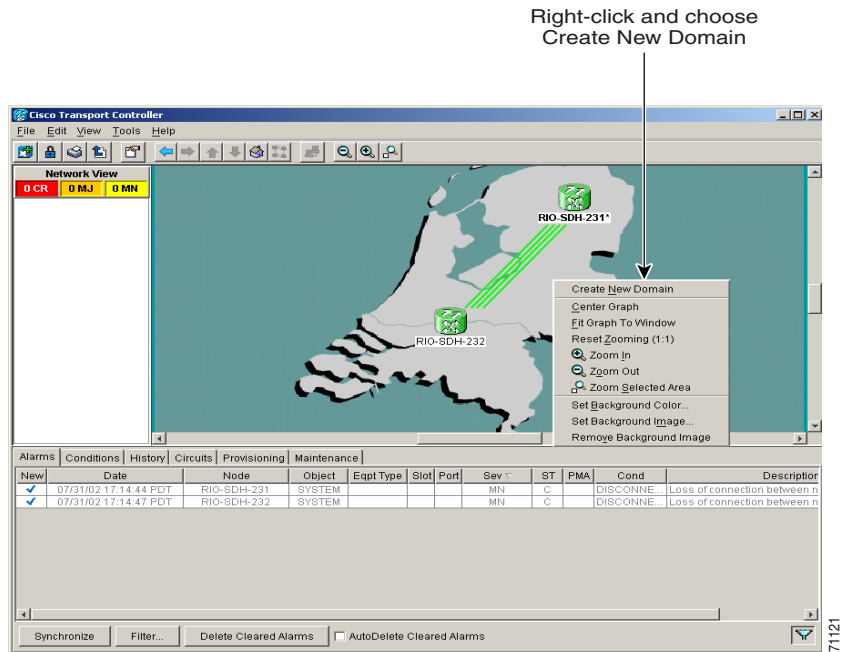 Right-click and choose
Create New Domain
Cisco Transport Controller
File Edit View Tools Help
Network View
0 CR 0 MJ 0 MN
RIO-SDH-231*
RIO-SDH-232
Create New Domain
Center Graph
Fit Graph To Window
Reset Zooming (1:1)
Zoom In
Zoom Out
Zoom Selected Area
Set Background Color...
Set Background Image...
Remove Background Image
Alarms Conditions History Circuits Provisioning Maintenance
New Date Node Object Eqpt Type Slot Port Sev ST PMA Cond Description
07/31/02 17:14:44 PDT RIO-SDH-231 SYSTEM MN C DISCONNE... Loss of connection between n
07/31/02 17:14:47 PDT RIO-SDH-232 SYSTEM MN C DISCONNE... Loss of connection between n
Synchronize Filter... Delete Cleared Alarms AutoDelete Cleared Alarms
71121